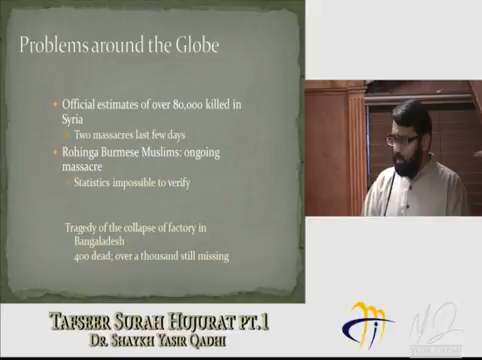 Problems around the Globe
Official estimates of over 80,000 killed in
Syria
Two massacres last few days
Rohinga Burmese Muslims: ongoing
massacre
Statistics impossible to verify
Tragedy of the collapse of factory in
Bangaladesh
400 dead; over a thousand still missing
TAFSEER SURAH HUJURAT PT.1
DR. SHAYKH YASIR QADHI